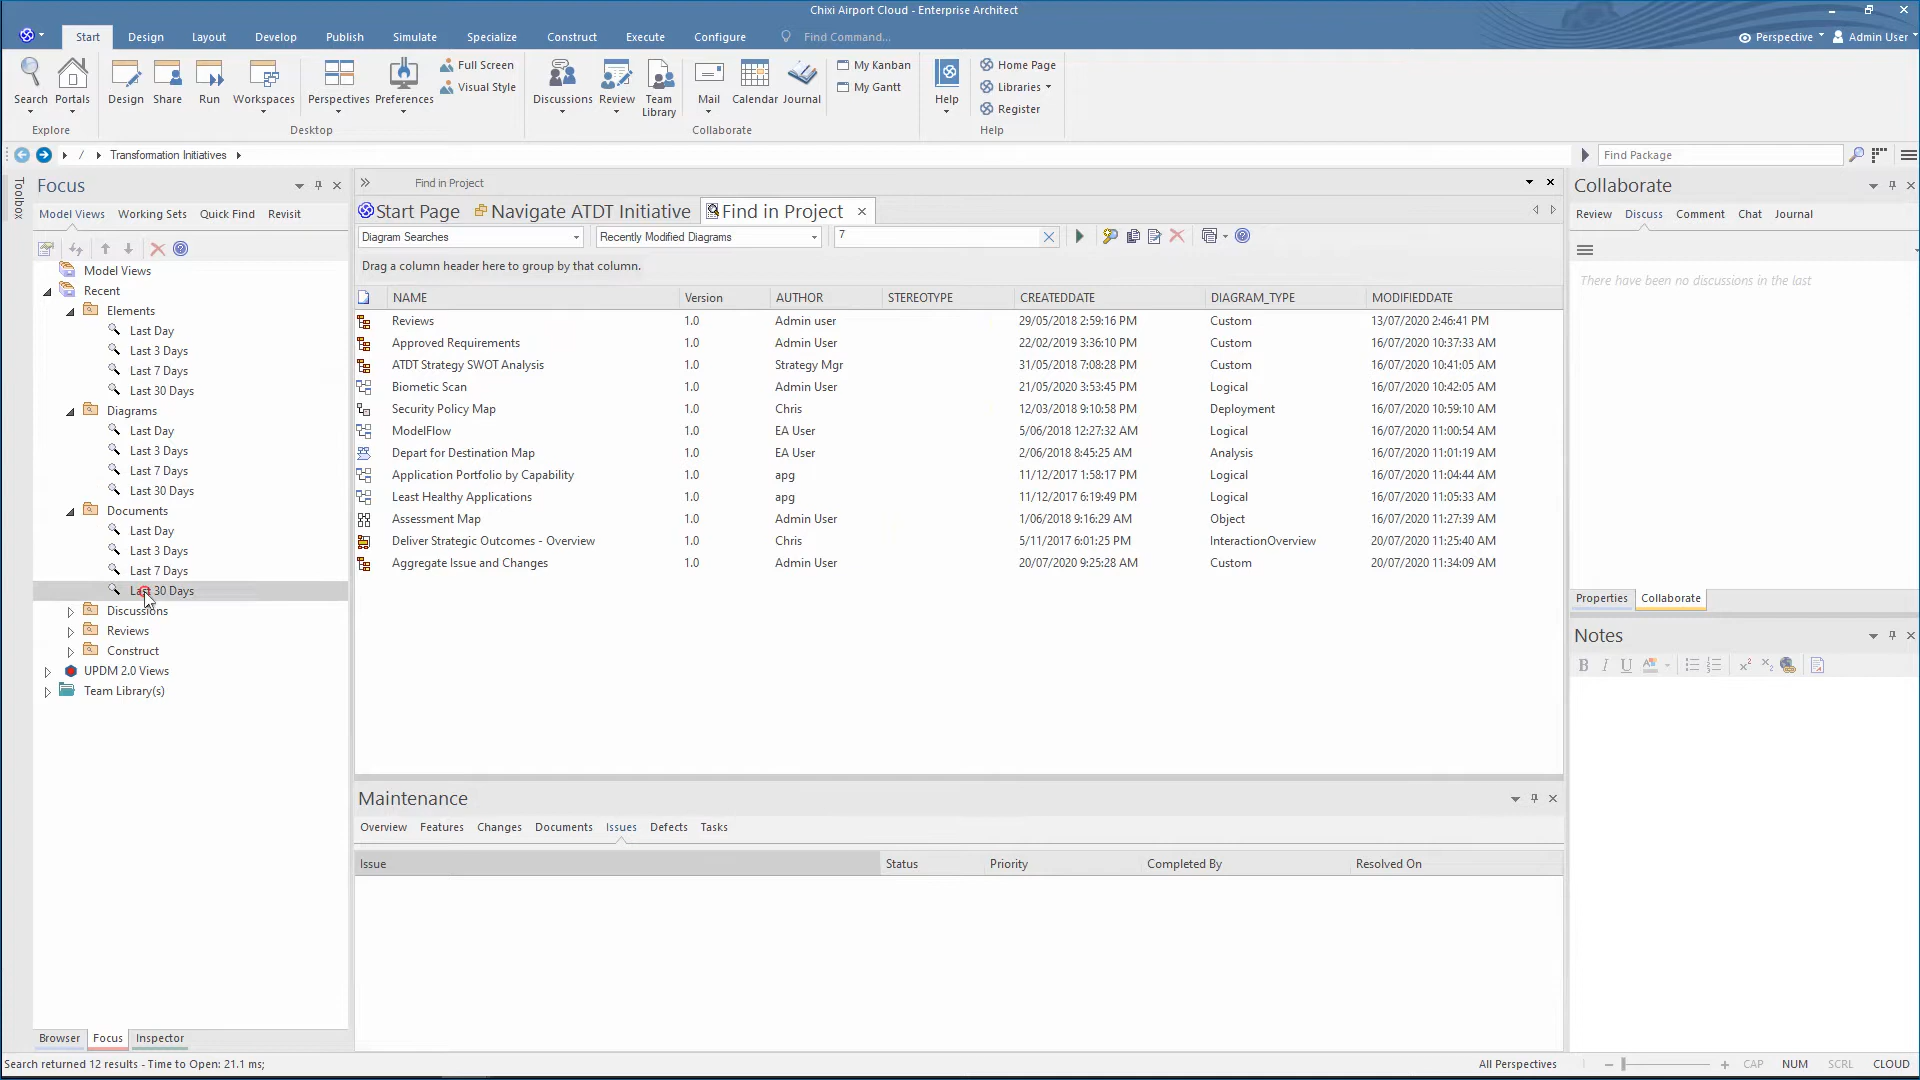 Chixi Airport Cloud - Enterprise Architect
Start Design Layout Develop Publish Simulate Specialize Construct Execute Configure Find Command... Perspective Admin User
Search Portals Design Share Run Workspaces Perspectives Preferences Full Screen Visual Style Discussions Review Team Library Mail Calendar Journal My Kanban My Gantt Help Home Page Libraries Register
Explore Desktop Collaborate Help
/ Transformation Initiatives Find Package
Toolbox
Focus
Model Views Working Sets Quick Find Revisit
Model Views
Recent
Elements
Last Day
Last 3 Days
Last 7 Days
Last 30 Days
Diagrams
Last Day
Last 3 Days
Last 7 Days
Last 30 Days
Documents
Last Day
Last 3 Days
Last 7 Days
Last 30 Days
Discussions
Reviews
Construct
UPDM 2.0 Views
Team Library(s)
Browser Focus Inspector
Find in Project
Start Page Navigate ATDT Initiative Find in Project
Diagram Searches Recently Modified Diagrams 7
Drag a column header here to group by that column.
NAME Version AUTHOR STEREOTYPE CREATEDDATE DIAGRAM_TYPE MODIFIEDDATE
Reviews 1.0 Admin user 29/05/2018 2:59:16 PM Custom 13/07/2020 2:46:41 PM
Approved Requirements 1.0 Admin User 22/02/2019 3:36:10 PM Custom 16/07/2020 10:37:33 AM
ATDT Strategy SWOT Analysis 1.0 Strategy Mgr 31/05/2018 7:08:28 PM Custom 16/07/2020 10:41:05 AM
Biometic Scan 1.0 Admin User 21/05/2020 3:53:45 PM Logical 16/07/2020 10:42:05 AM
Security Policy Map 1.0 Chris 12/03/2018 9:10:58 PM Deployment 16/07/2020 10:59:10 AM
ModelFlow 1.0 EA User 5/06/2018 12:27:32 AM Logical 16/07/2020 11:00:54 AM
Depart for Destination Map 1.0 EA User 2/06/2018 8:45:25 AM Analysis 16/07/2020 11:01:19 AM
Application Portfolio by Capability 1.0 apg 11/12/2017 1:58:17 PM Logical 16/07/2020 11:04:44 AM
Least Healthy Applications 1.0 apg 11/12/2017 6:19:49 PM Logical 16/07/2020 11:05:33 AM
Assessment Map 1.0 Admin User 1/06/2018 9:16:29 AM Object 16/07/2020 11:27:39 AM
Deliver Strategic Outcomes - Overview 1.0 Chris 5/11/2017 6:01:25 PM InteractionOverview 20/07/2020 11:25:40 AM
Aggregate Issue and Changes 1.0 Admin User 20/07/2020 9:25:28 AM Custom 20/07/2020 11:34:09 AM
Maintenance
Overview Features Changes Documents Issues Defects Tasks
Issue Status Priority Completed By Resolved On
Collaborate
Review Discuss Comment Chat Journal
There have been no discussions in the last
Properties Collaborate
Notes
B I U
Search returned 12 results - Time to Open: 21.1 ms; All Perspectives CAP NUM SCRL CLOUD